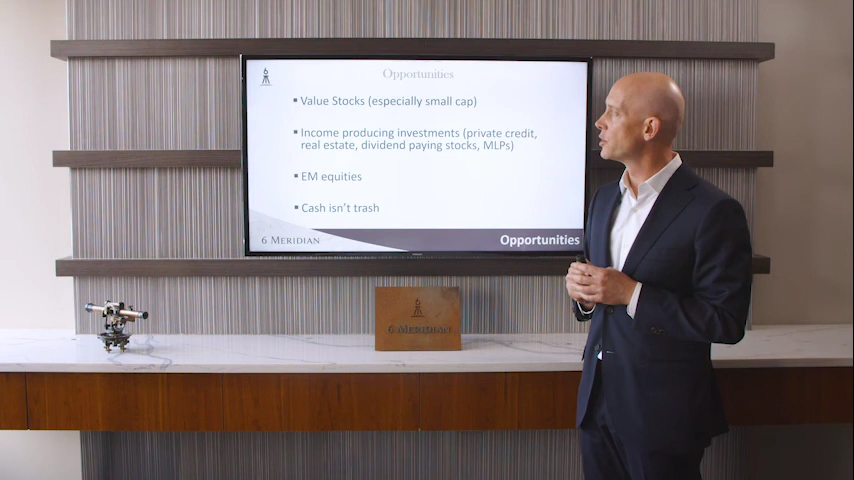 Opportunities
▪ Value Stocks (especially small cap)
▪ Income producing investments (private credit,
real estate, dividend paying stocks, MLPs)
▪ EM equities
▪ Cash isn't trash
6 MERIDIAN
Opportunities
6 MERIDIAN